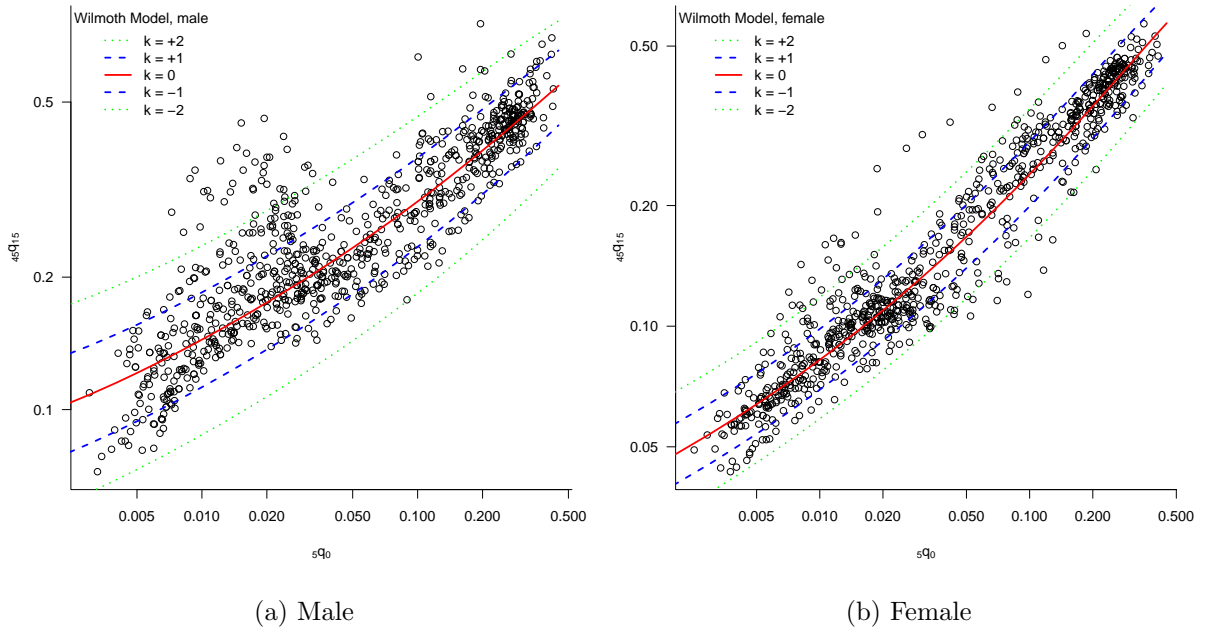 Wilmoth Model, male
k = +2
k = +1
k = 0
k = −1
k = −2
0.5
0.2
0.1
45q15
0.005 0.010 0.020 0.050 0.100 0.200 0.500
5q0
(a) Male
Wilmoth Model, female
k = +2
k = +1
k = 0
k = −1
k = −2
0.50
0.20
0.10
0.05
45q15
0.005 0.010 0.020 0.050 0.100 0.200 0.500
5q0
(b) Female